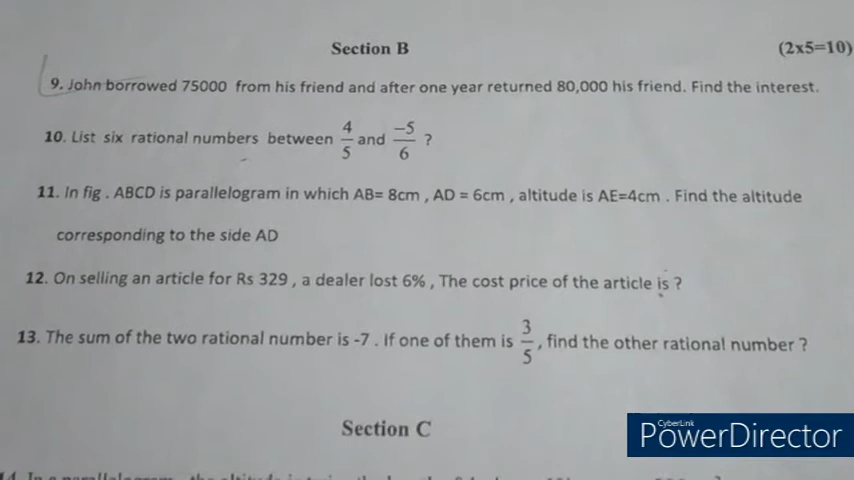 Section B
(2x5=10)
9. John borrowed 75000 from his friend and after one year returned 80,000 his friend. Find the interest.
10. List six rational numbers between 4/5 and -5/6 ?
11. In fig . ABCD is parallelogram in which AB= 8cm , AD = 6cm , altitude is AE=4cm . Find the altitude
corresponding to the side AD
12. On selling an article for Rs 329 , a dealer lost 6% , The cost price of the article is ?
13. The sum of the two rational number is -7 . If one of them is 3/5 , find the other rational number ?
Section C
CyberLink
PowerDirector